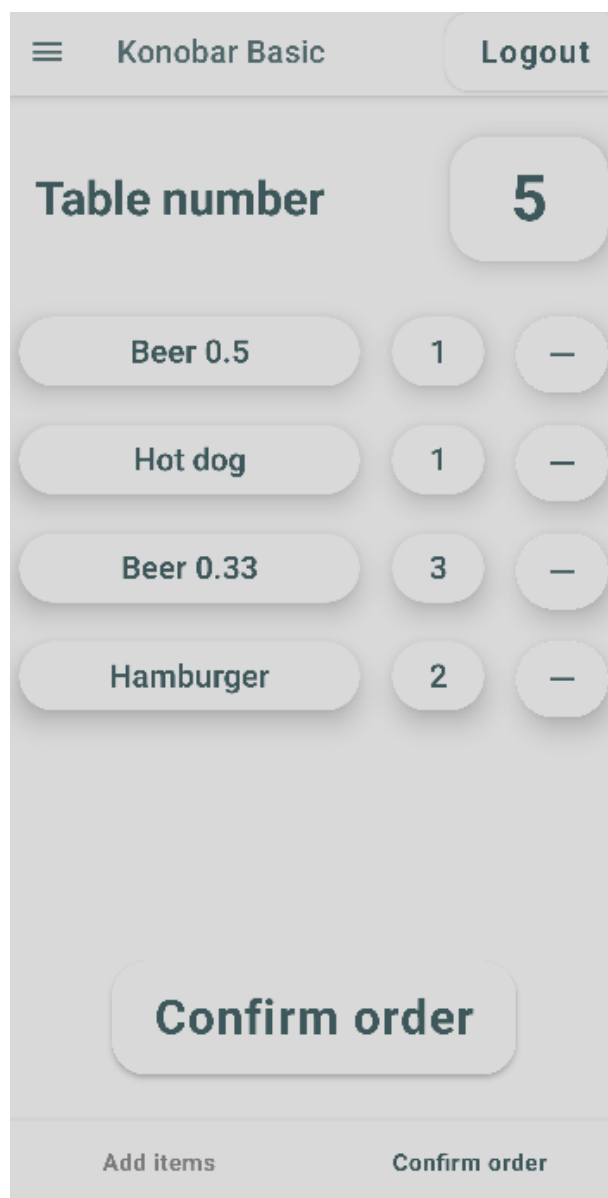 Konobar Basic Logout
Table number 5
Beer 0.5 1 —
Hot dog 1 —
Beer 0.33 3 —
Hamburger 2 —
Confirm order
Add items Confirm order